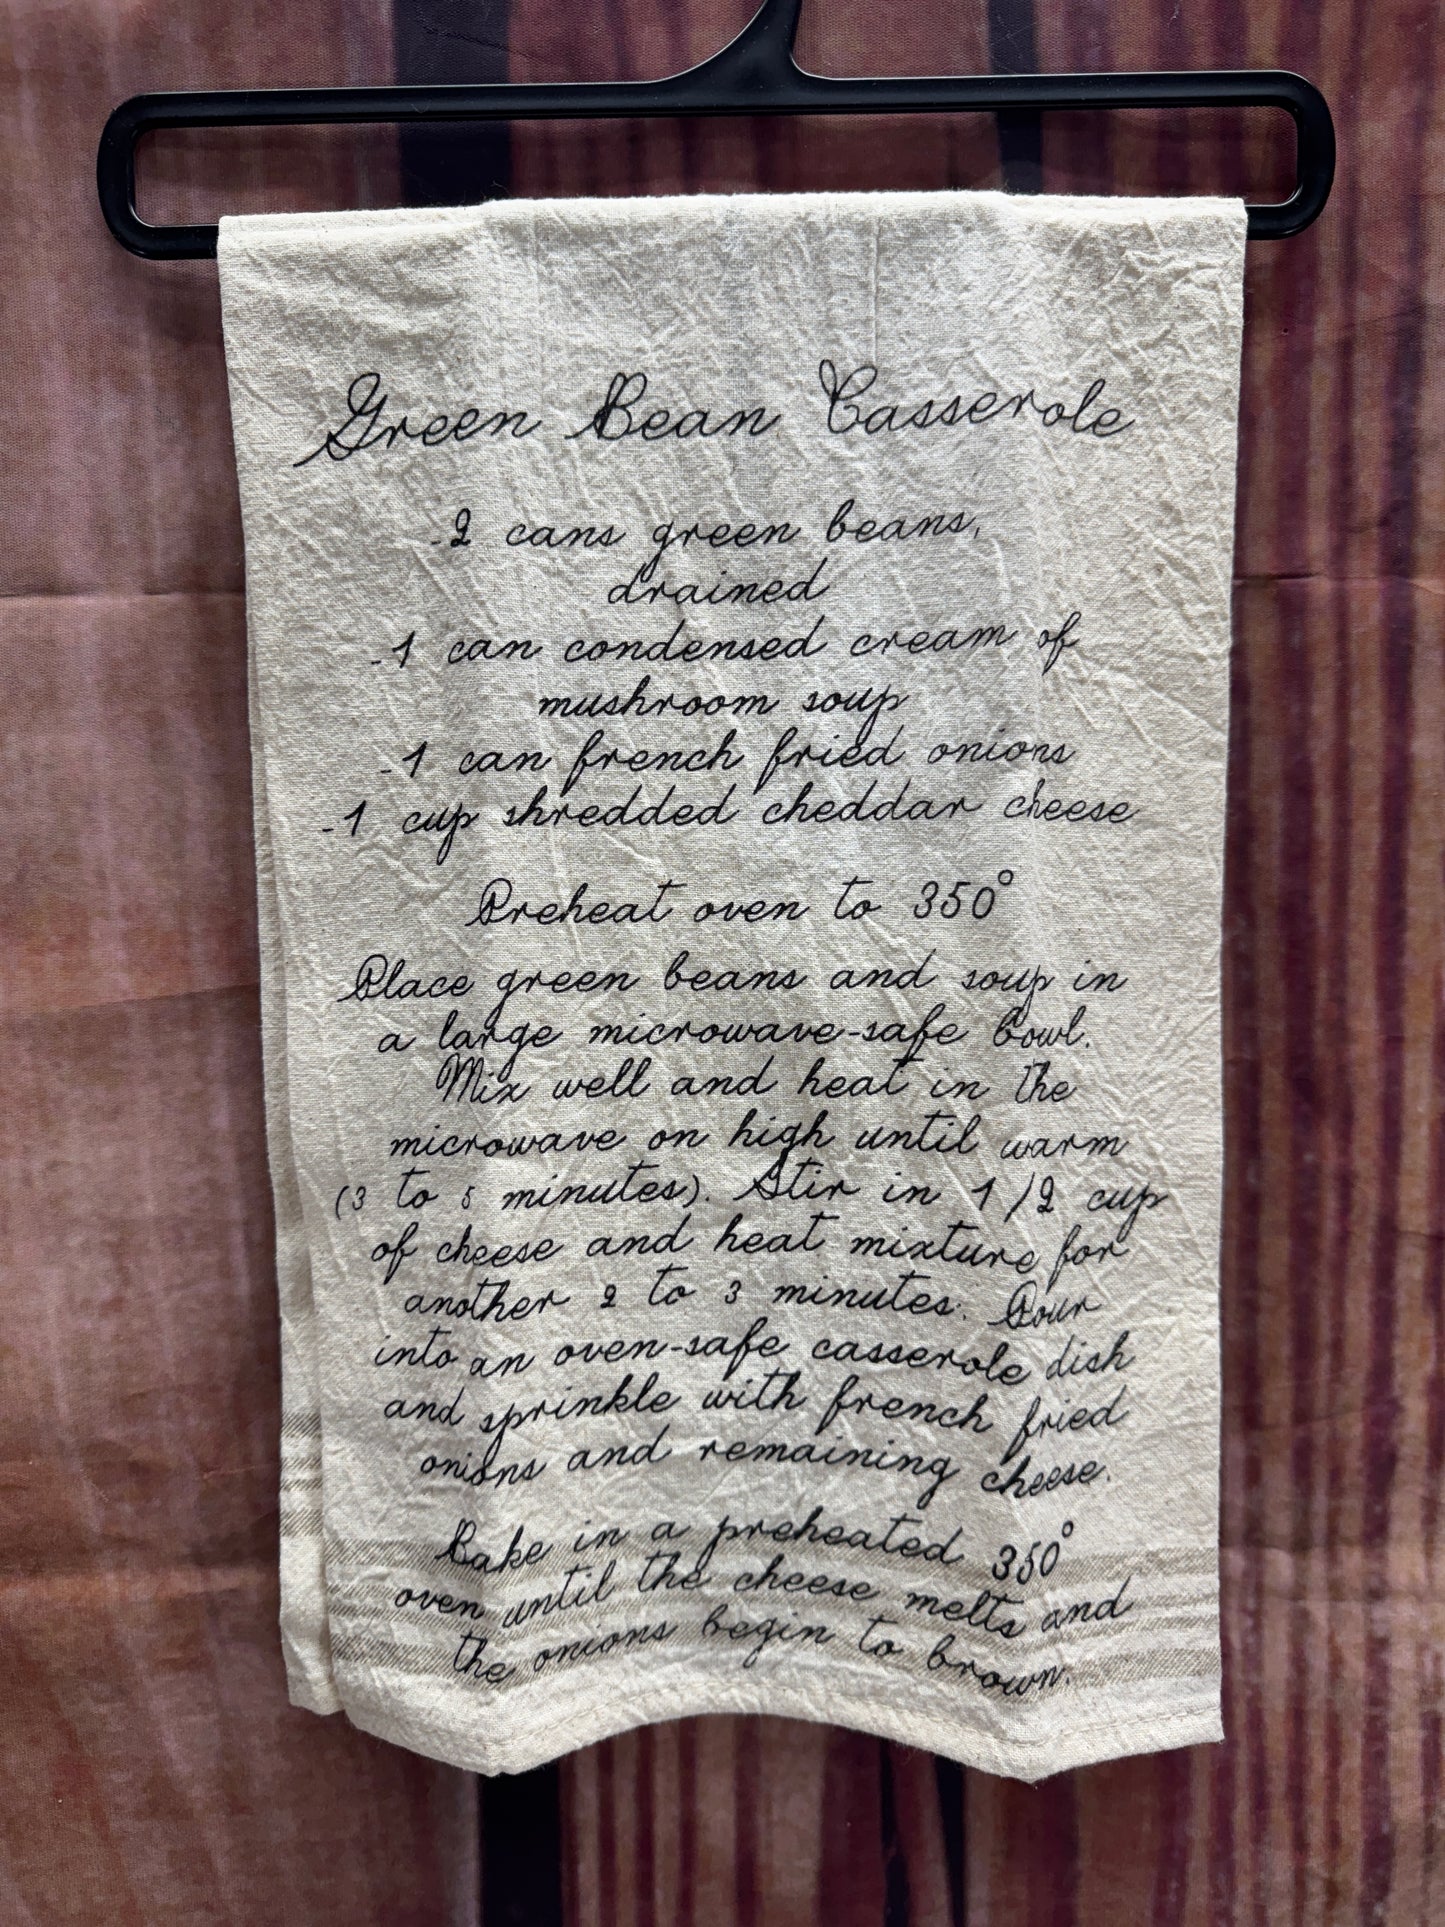 Green Bean Casserole
-2 cans green beans,
drained
-1 can condensed cream of
mushroom soup
-1 can french fried onions
-1 cup shredded cheddar cheese
Preheat oven to 350°
Place green beans and soup in
a large microwave-safe bowl.
Mix well and heat in the
microwave on high until warm
(3 to 5 minutes). Stir in 1/2 cup
of cheese and heat mixture for
another 2 to 3 minutes. Pour
into an oven-safe casserole dish
and sprinkle with french fried
onions and remaining cheese.
Bake in a preheated 350°
oven until the cheese melts and
the onions begin to brown.